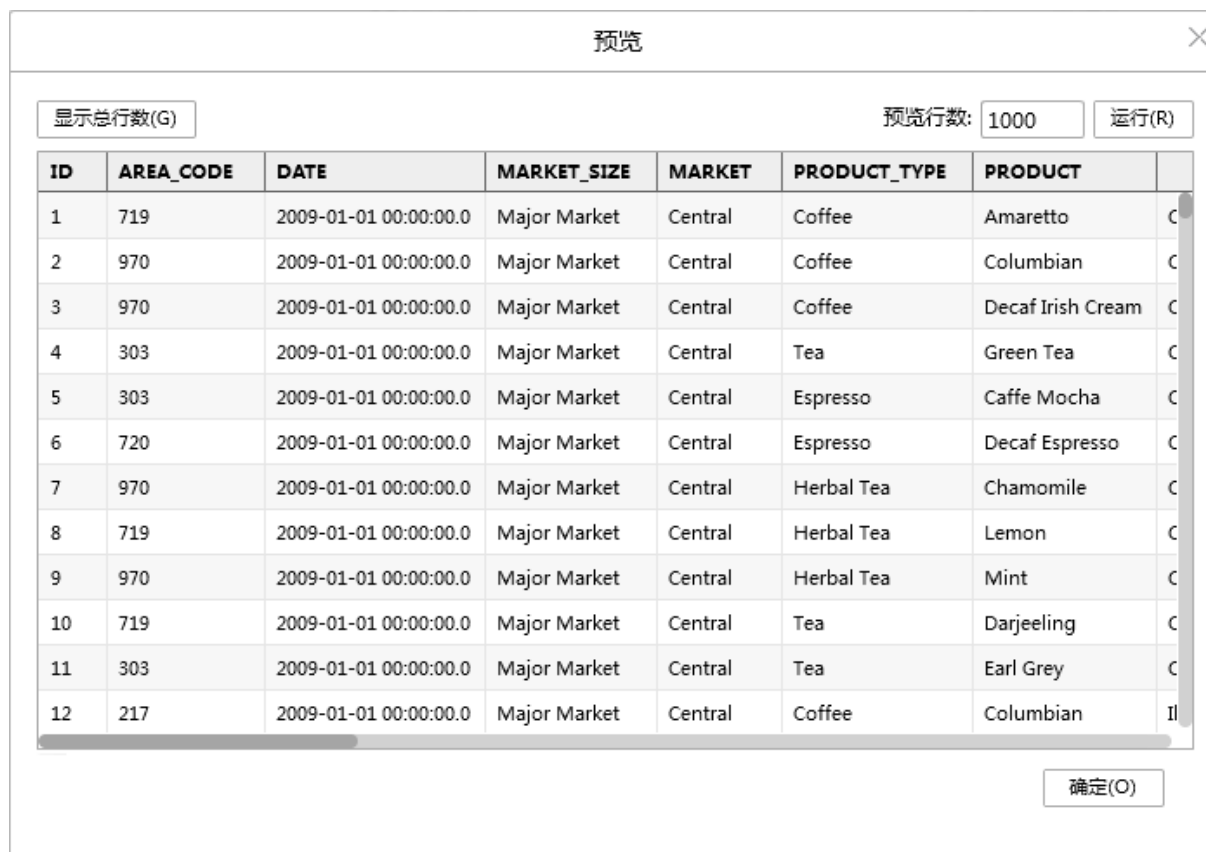 预览
显示总行数(G) 预览行数: 1000 运行(R)
ID AREA_CODE DATE MARKET_SIZE MARKET PRODUCT_TYPE PRODUCT
1 719 2009-01-01 00:00:00.0 Major Market Central Coffee Amaretto
2 970 2009-01-01 00:00:00.0 Major Market Central Coffee Columbian
3 970 2009-01-01 00:00:00.0 Major Market Central Coffee Decaf Irish Cream
4 303 2009-01-01 00:00:00.0 Major Market Central Tea Green Tea
5 303 2009-01-01 00:00:00.0 Major Market Central Espresso Caffe Mocha
6 720 2009-01-01 00:00:00.0 Major Market Central Espresso Decaf Espresso
7 970 2009-01-01 00:00:00.0 Major Market Central Herbal Tea Chamomile
8 719 2009-01-01 00:00:00.0 Major Market Central Herbal Tea Lemon
9 970 2009-01-01 00:00:00.0 Major Market Central Herbal Tea Mint
10 719 2009-01-01 00:00:00.0 Major Market Central Tea Darjeeling
11 303 2009-01-01 00:00:00.0 Major Market Central Tea Earl Grey
12 217 2009-01-01 00:00:00.0 Major Market Central Coffee Columbian
确定(O)